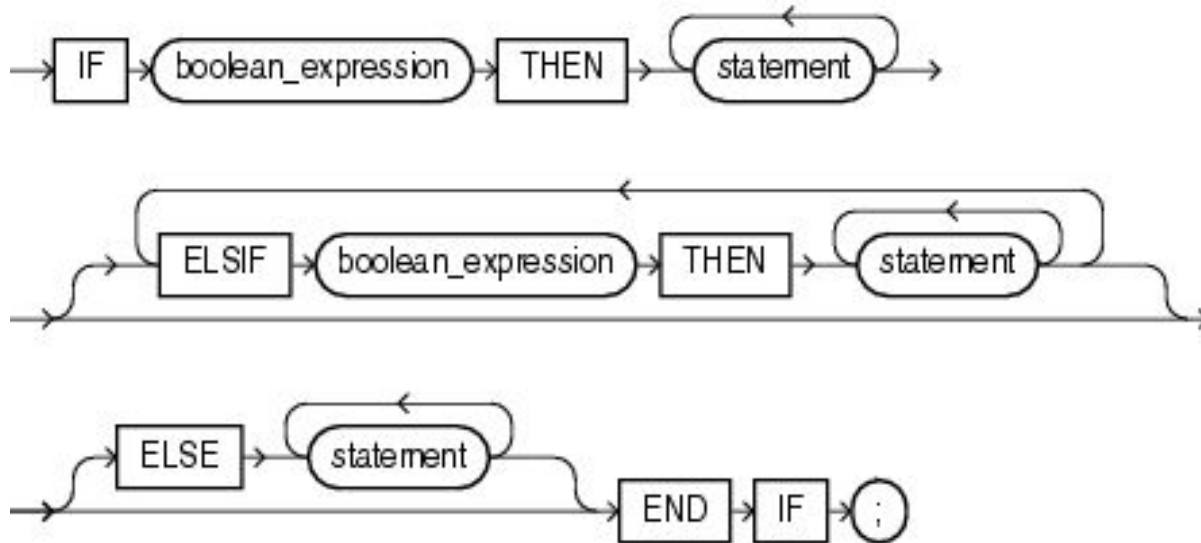 IF boolean_expression THEN statement
ELSIF boolean_expression THEN statement
ELSE statement
END IF ;